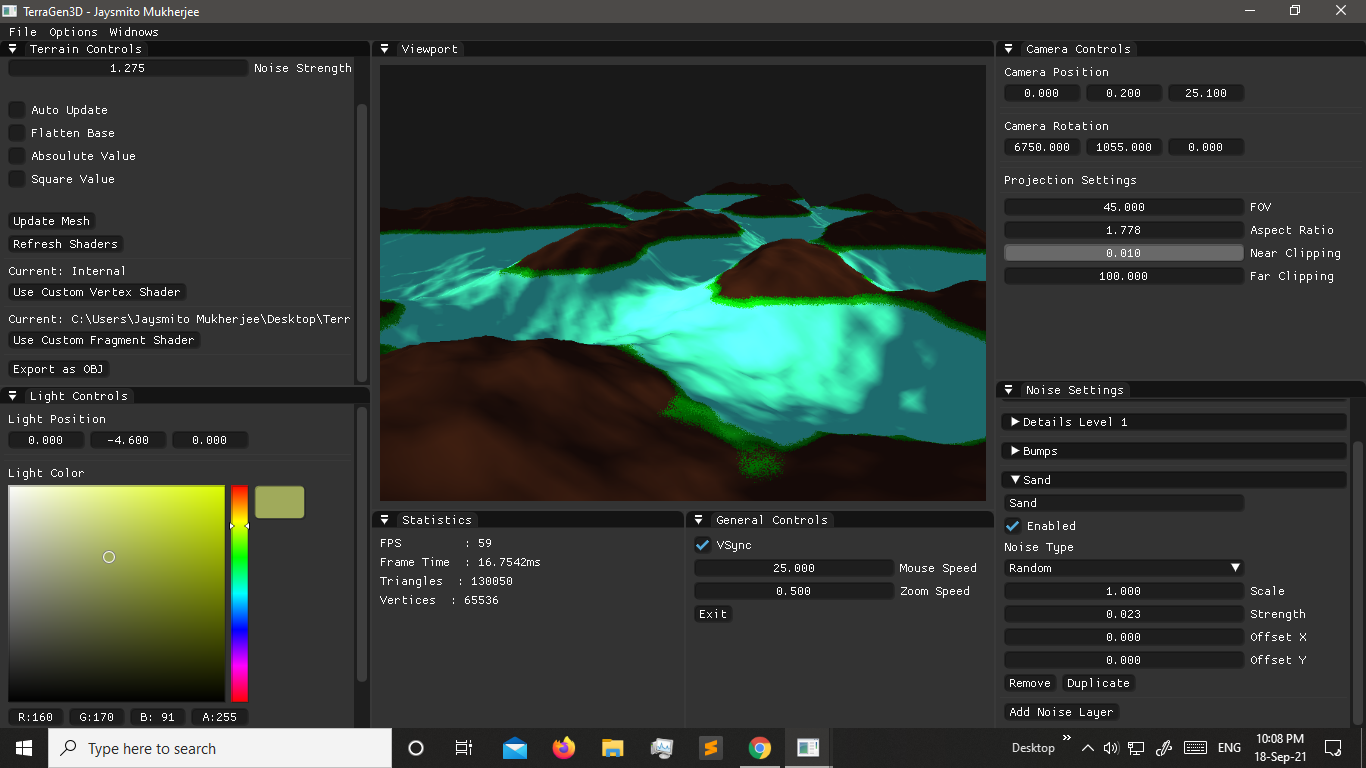 TerraGen3D - Jaysmito Mukherjee
File Options Widnows
Terrain Controls
1.275 Noise Strength
Auto Update
Flatten Base
Absoulute Value
Square Value
Update Mesh
Refresh Shaders
Current: Internal
Use Custom Vertex Shader
Current: C:\Users\Jaysmito Mukherjee\Desktop\Terr
Use Custom Fragment Shader
Export as OBJ
Light Controls
Light Position
0.000 -4.600 0.000
Light Color
R:160 G:170 B: 91 A:255
Viewport
Statistics
FPS : 59
Frame Time : 16.7542ms
Triangles : 130050
Vertices : 65536
General Controls
VSync
25.000 Mouse Speed
0.500 Zoom Speed
Exit
Camera Controls
Camera Position
0.000 0.200 25.100
Camera Rotation
6750.000 1055.000 0.000
Projection Settings
45.000 FOV
1.778 Aspect Ratio
0.010 Near Clipping
100.000 Far Clipping
Noise Settings
Details Level 1
Bumps
Sand
Sand
Enabled
Noise Type
Random
1.000 Scale
0.023 Strength
0.000 Offset X
0.000 Offset Y
Remove Duplicate
Add Noise Layer
Type here to search
Desktop
ENG
10:08 PM
18-Sep-21